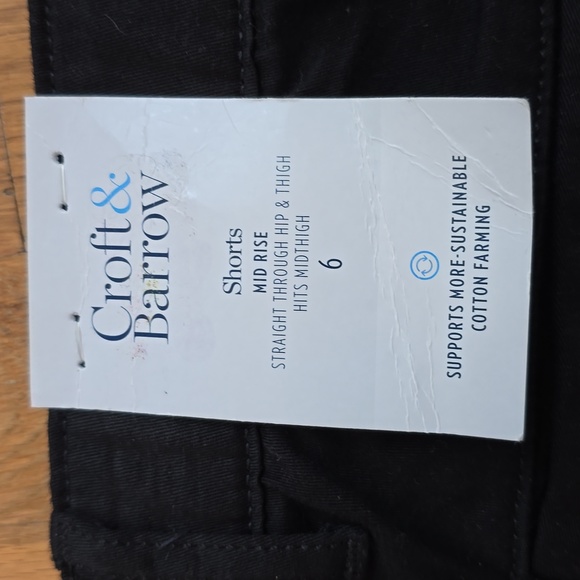 Croft &
Barrow
Shorts
MID RISE
STRAIGHT THROUGH HIP & THIGH
HITS MIDTHIGH
6
SUPPORTS MORE-SUSTAINABLE
COTTON FARMING